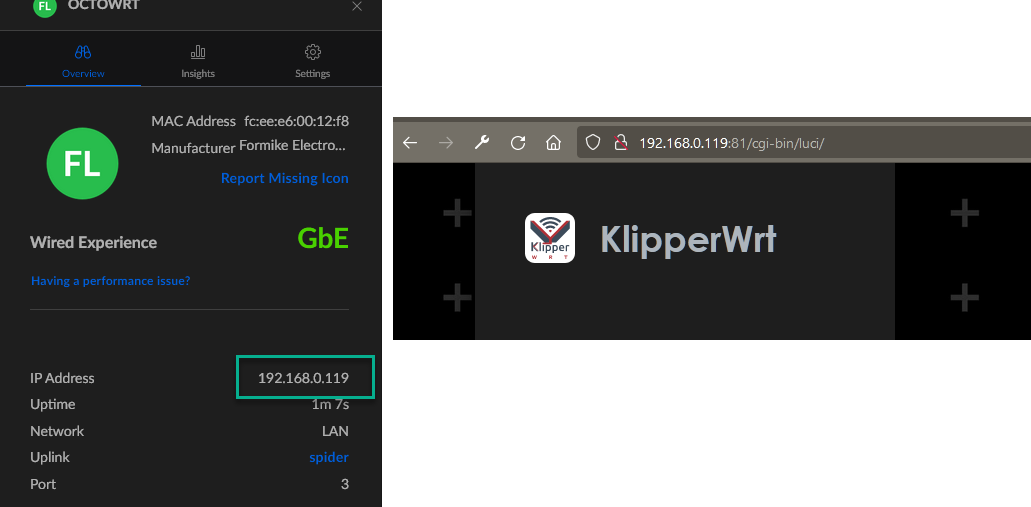 FL OCTOWRT
Overview Insights Settings
FL
MAC Address fc:ee:e6:00:12:f8
Manufacturer Formike Electro...
Report Missing Icon
Wired Experience GbE
Having a performance issue?
IP Address 192.168.0.119
Uptime 1m 7s
Network LAN
Uplink spider
Port 3
192.168.0.119:81/cgi-bin/luci/
Klipper
W R T
KlipperWrt